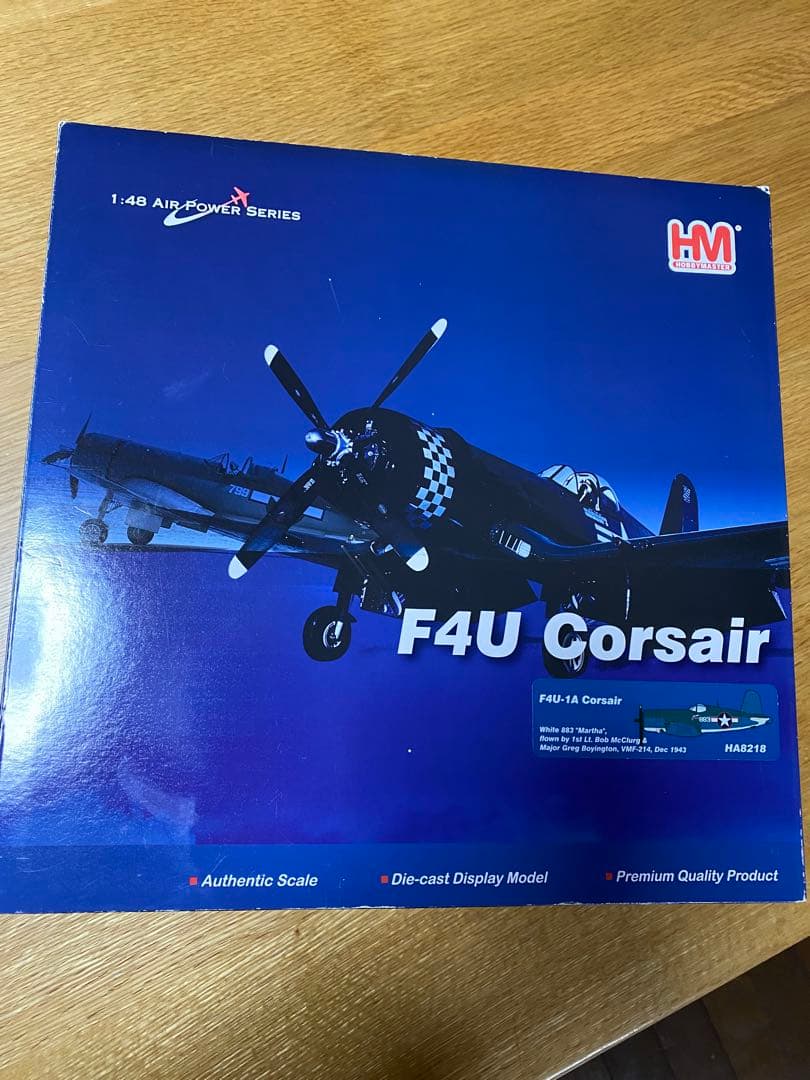 1:48 AIR POWER SERIES
HM
HOBBYMASTER
799
F4U Corsair
F4U-1A Corsair
White 883 "Martha",
flown by 1st Lt. Bob McClurg &
Major Greg Boyington, VMF-214, Dec 1943
883
HA8218
Authentic Scale
Die-cast Display Model
Premium Quality Product